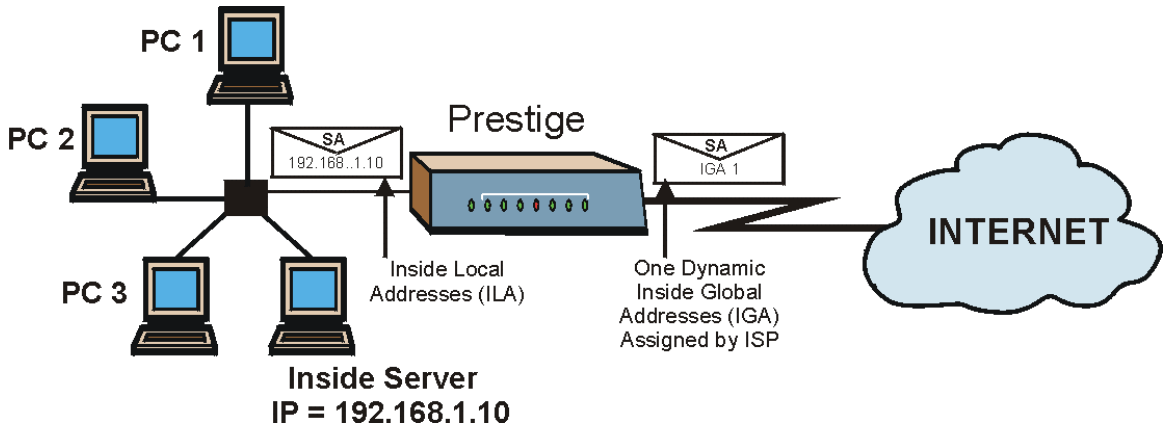 PC 1
PC 2
SA
192.168..1.10
Prestige
SA
IGA 1
INTERNET
PC 3
Inside Local
Addresses (ILA)
One Dynamic
Inside Global
Addresses (IGA)
Assigned by ISP
Inside Server
IP = 192.168.1.10